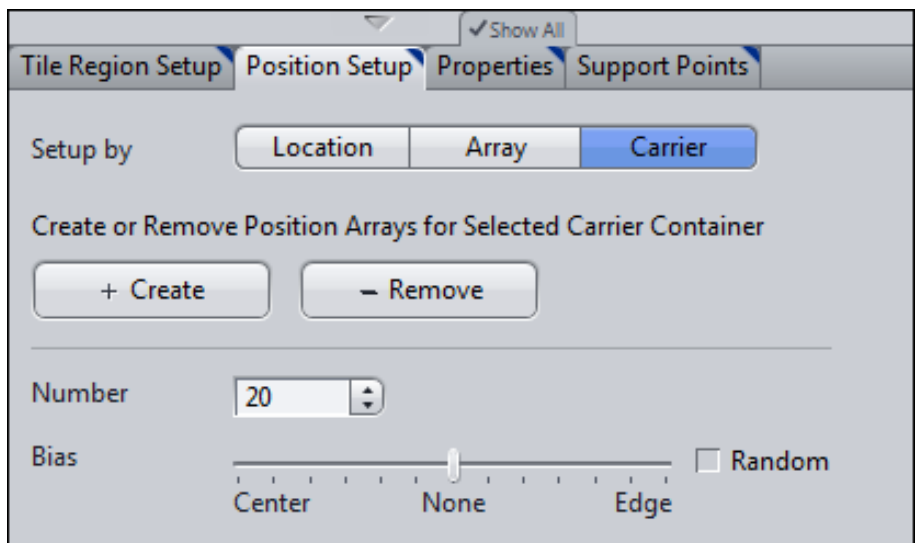 ✓Show All
Tile Region Setup Position Setup Properties Support Points
Setup by Location Array Carrier
Create or Remove Position Arrays for Selected Carrier Container
+ Create − Remove
Number 20
Bias Random
Center None Edge